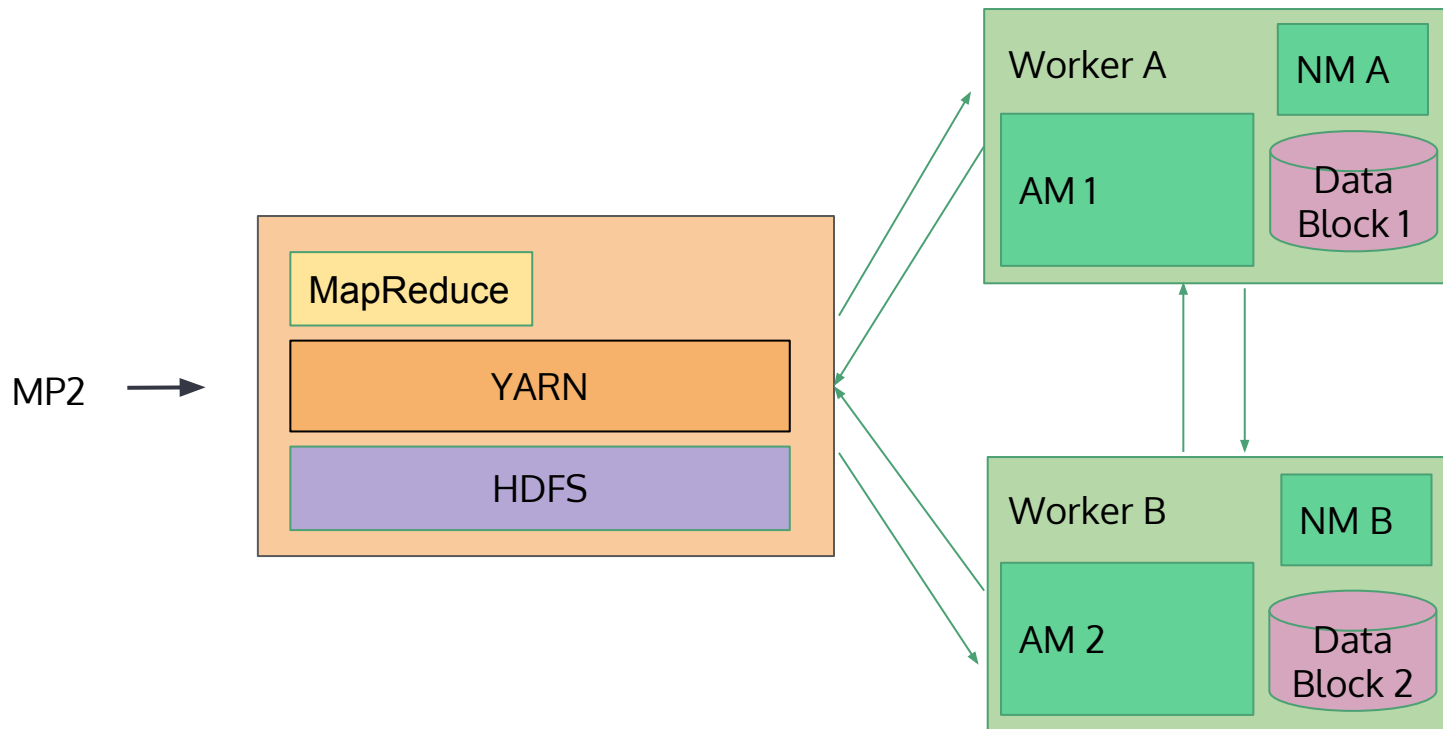 MP2
MapReduce
YARN
HDFS
Worker A
NM A
AM 1
Data
Block 1
Worker B
NM B
AM 2
Data
Block 2